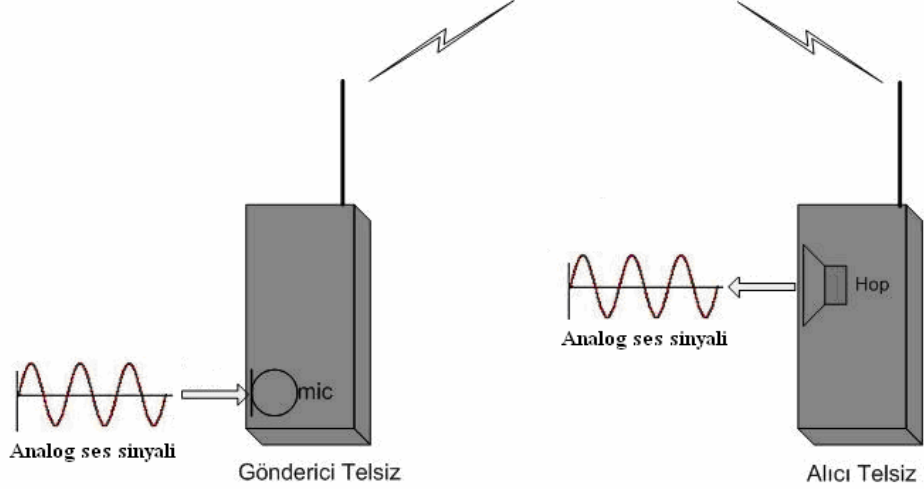 Hop
Analog ses sinyali
mic
Analog ses sinyali
Gönderici Telsiz
Alıcı Telsiz